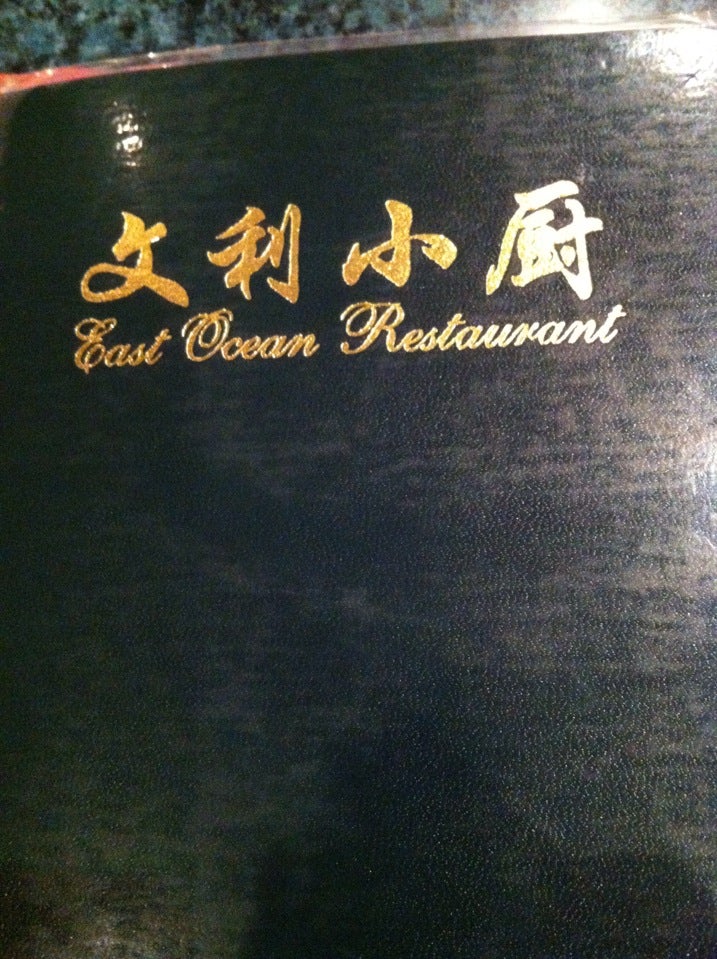 文利小厨
East Ocean Restaurant